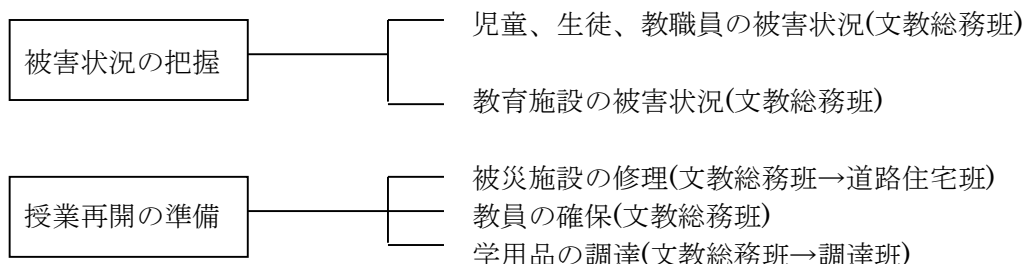 児童、生徒、教職員の被害状況(文教総務班)
被害状況の把握
教育施設の被害状況(文教総務班)
被災施設の修理(文教総務班→道路住宅班)
授業再開の準備
教員の確保(文教総務班)
学用品の調達(文教総務班→調達班)